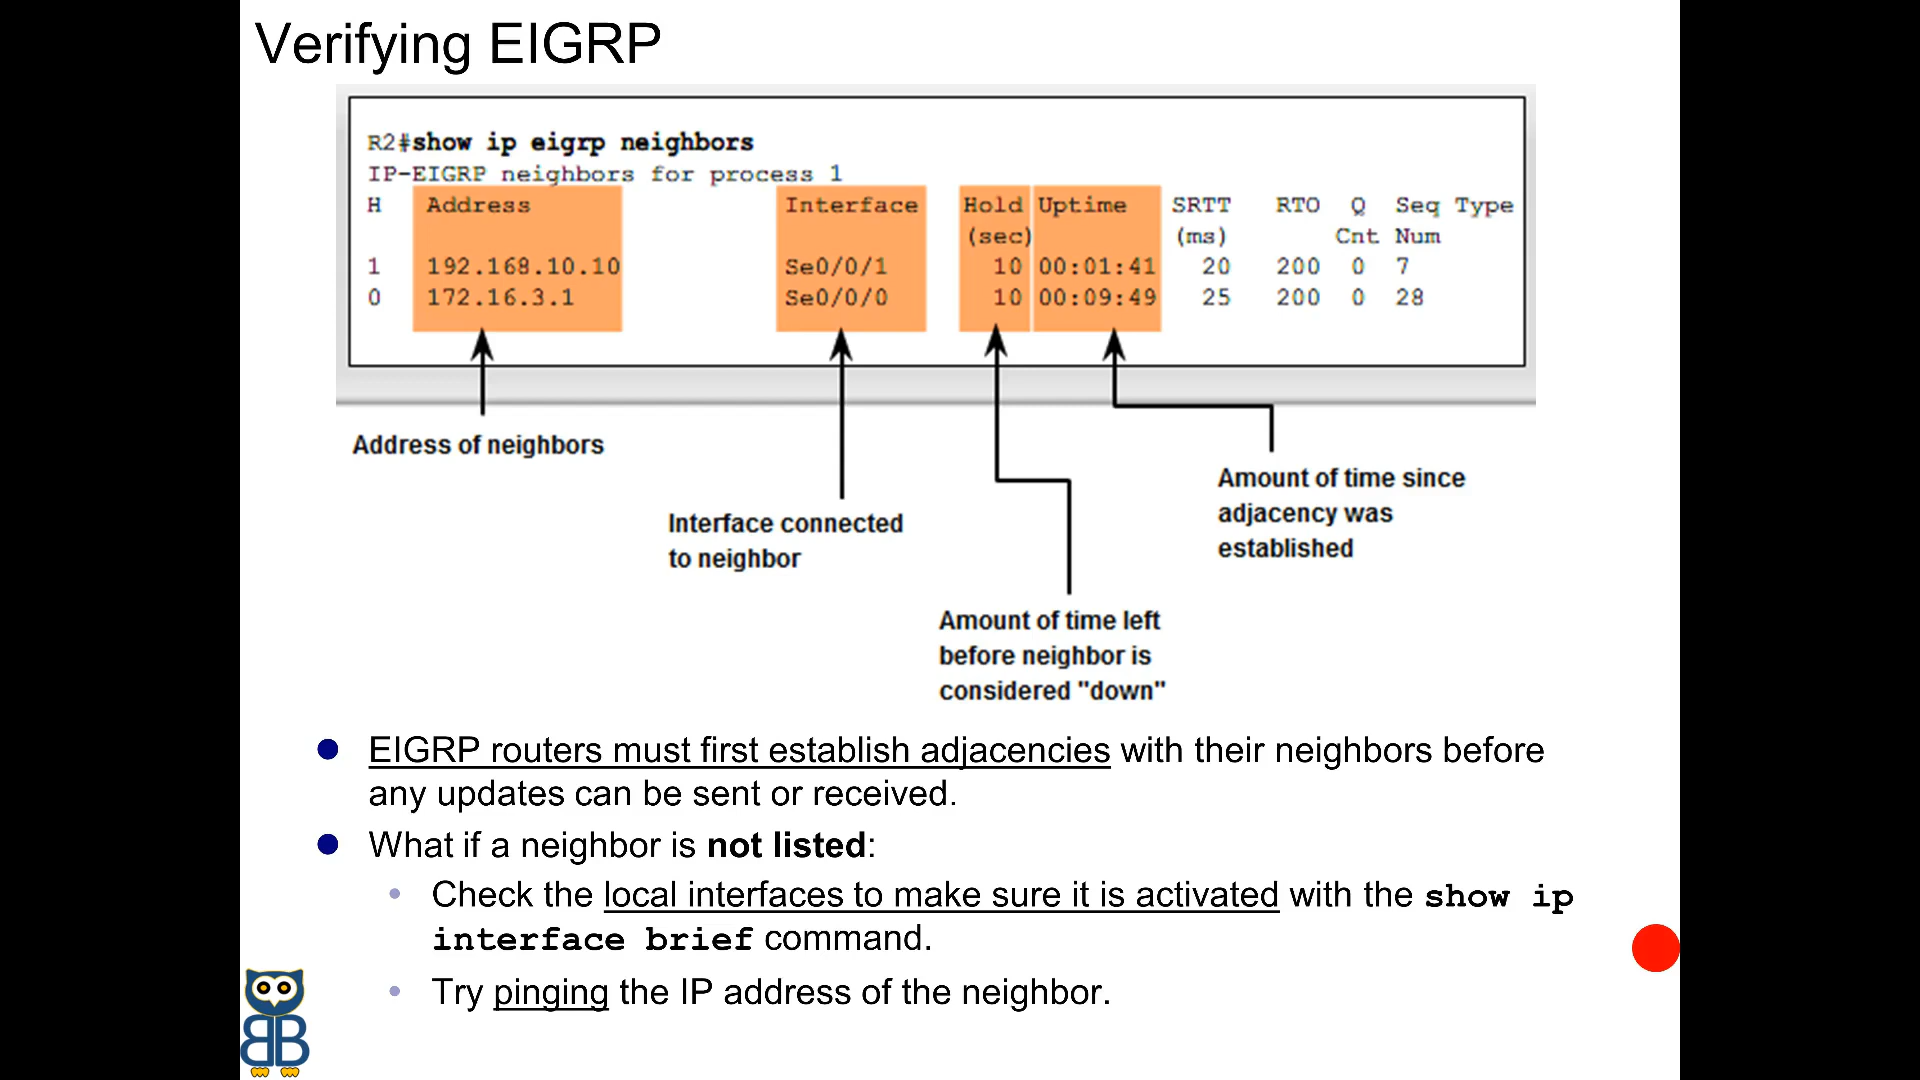 Verifying EIGRP
R2#show ip eigrp neighbors
IP-EIGRP neighbors for process 1
H Address Interface Hold Uptime SRTT RTO Q Seq Type
(sec) (ms) Cnt Num
1 192.168.10.10 Se0/0/1 10 00:01:41 20 200 0 7
0 172.16.3.1 Se0/0/0 10 00:09:49 25 200 0 28
Address of neighbors
Interface connected
to neighbor
Amount of time left
before neighbor is
considered "down"
Amount of time since
adjacency was
established
EIGRP routers must first establish adjacencies with their neighbors before
any updates can be sent or received.
What if a neighbor is not listed:
Check the local interfaces to make sure it is activated with the show ip
interface brief command.
Try pinging the IP address of the neighbor.